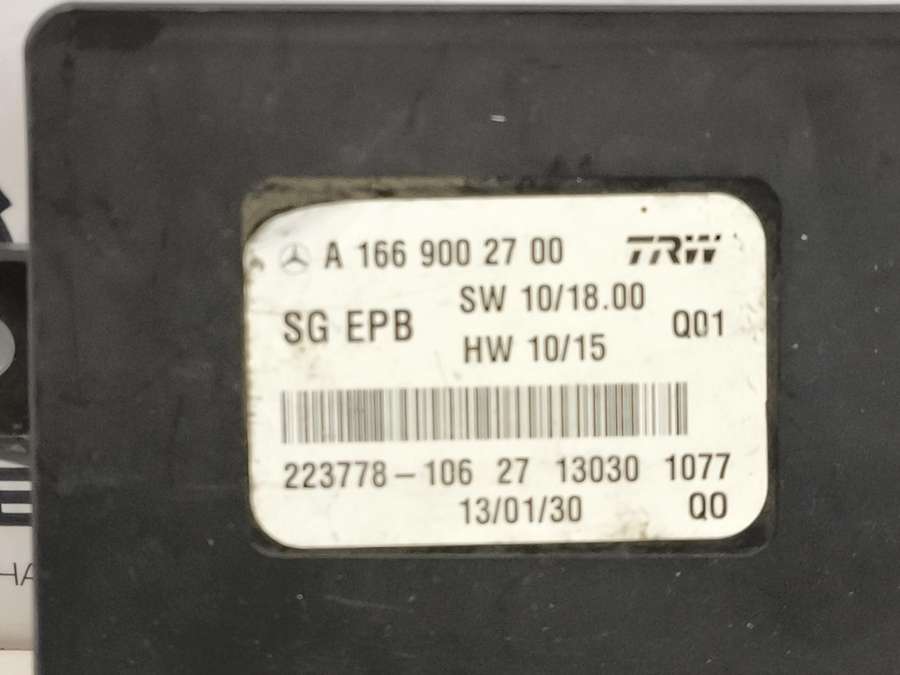 A 166 900 27 00 TRW
SG EPB SW 10/18.00 Q01
HW 10/15
223778-106 27 13030 1077
13/01/30 Q0
HA